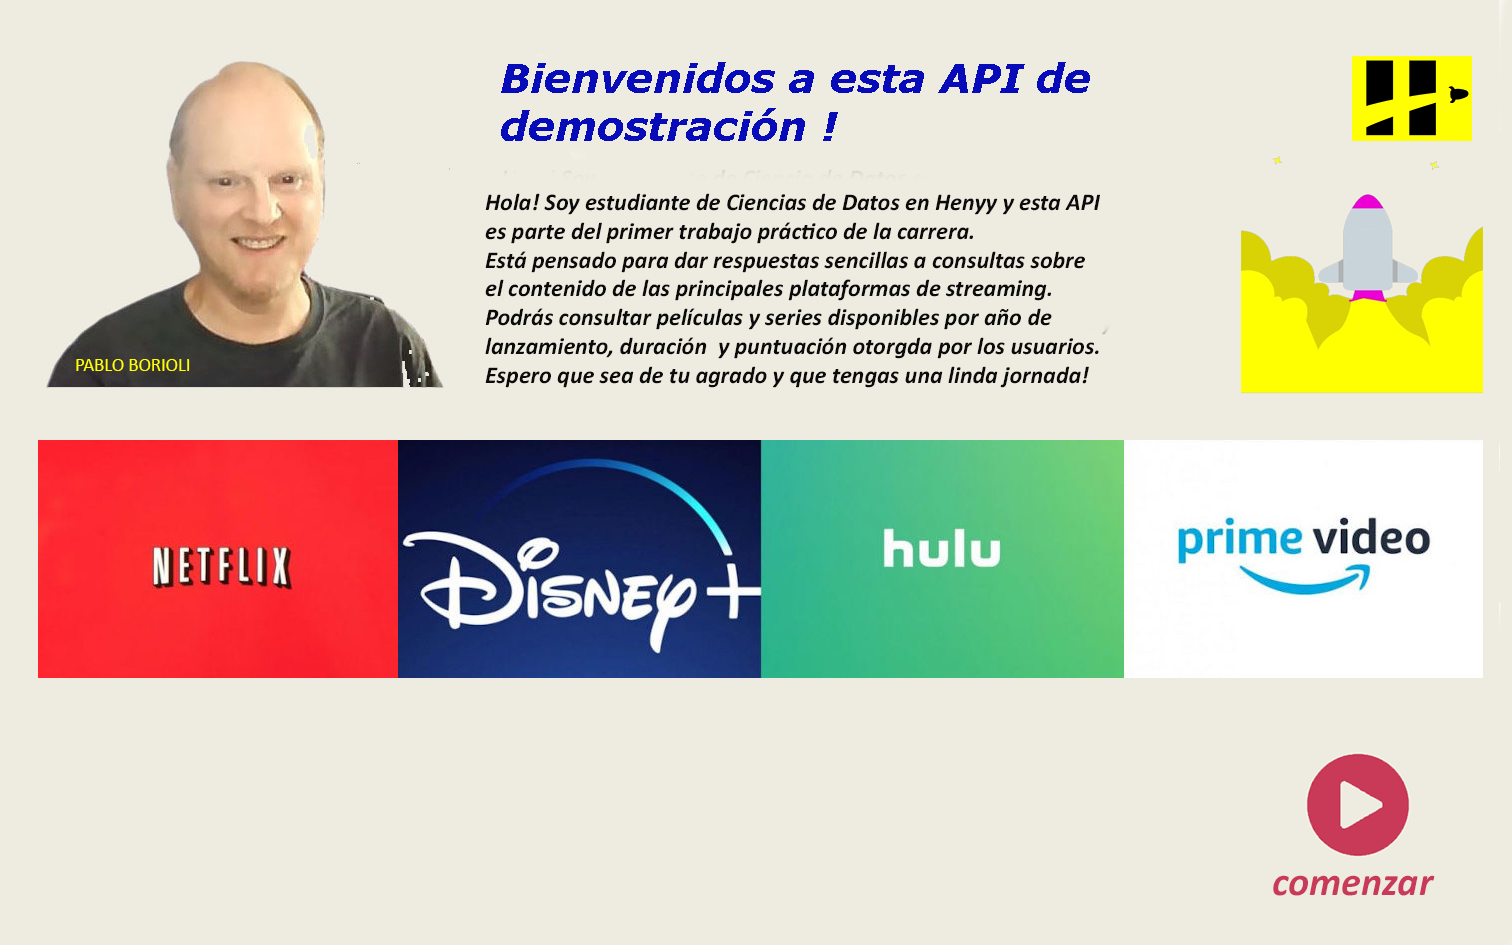 Bienvenidos a esta API de
demostración !
Hola! Soy estudiante de Ciencias de Datos en Henyy y esta API
es parte del primer trabajo práctico de la carrera.
Está pensado para dar respuestas sencillas a consultas sobre
el contenido de las principales plataformas de streaming.
Podrás consultar películas y series disponibles por año de
lanzamiento, duración  y puntuación otorgda por los usuarios.
Espero que sea de tu agrado y que tengas una linda jornada!
PABLO BORIOLI
H
NETFLIX
DISNEY+
hulu
prime video
comenzar